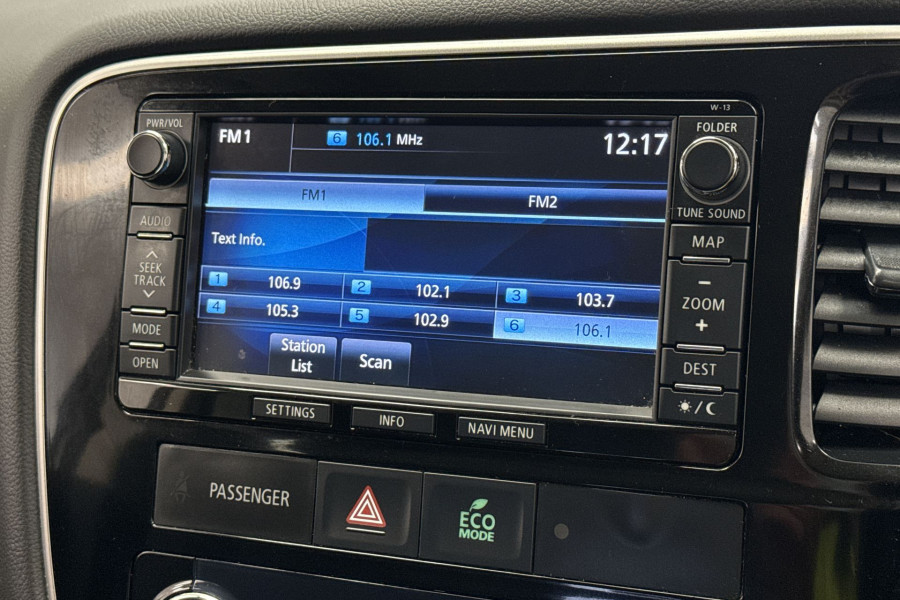 W-13
PWR/VOL
FM1 6 106.1 MHz 12:17
FOLDER
FM1 FM2
TUNE SOUND
AUDIO
Text Info.
MAP
SEEK
TRACK
1 106.9 2 102.1 3 103.7
4 105.3 5 102.9 6 106.1
−
ZOOM
+
MODE
Station
List
Scan
OPEN
DEST
SETTINGS INFO NAVI MENU
PASSENGER
ECO
MODE